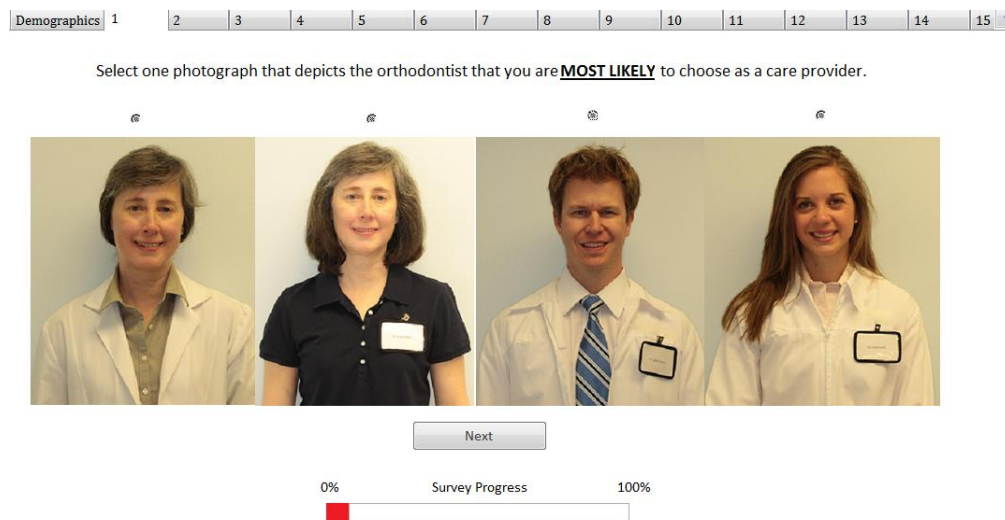 Demographics 1 2 3 4 5 6 7 8 9 10 11 12 13 14 15
Select one photograph that depicts the orthodontist that you are MOST LIKELY to choose as a care provider.
Next
0% Survey Progress 100%